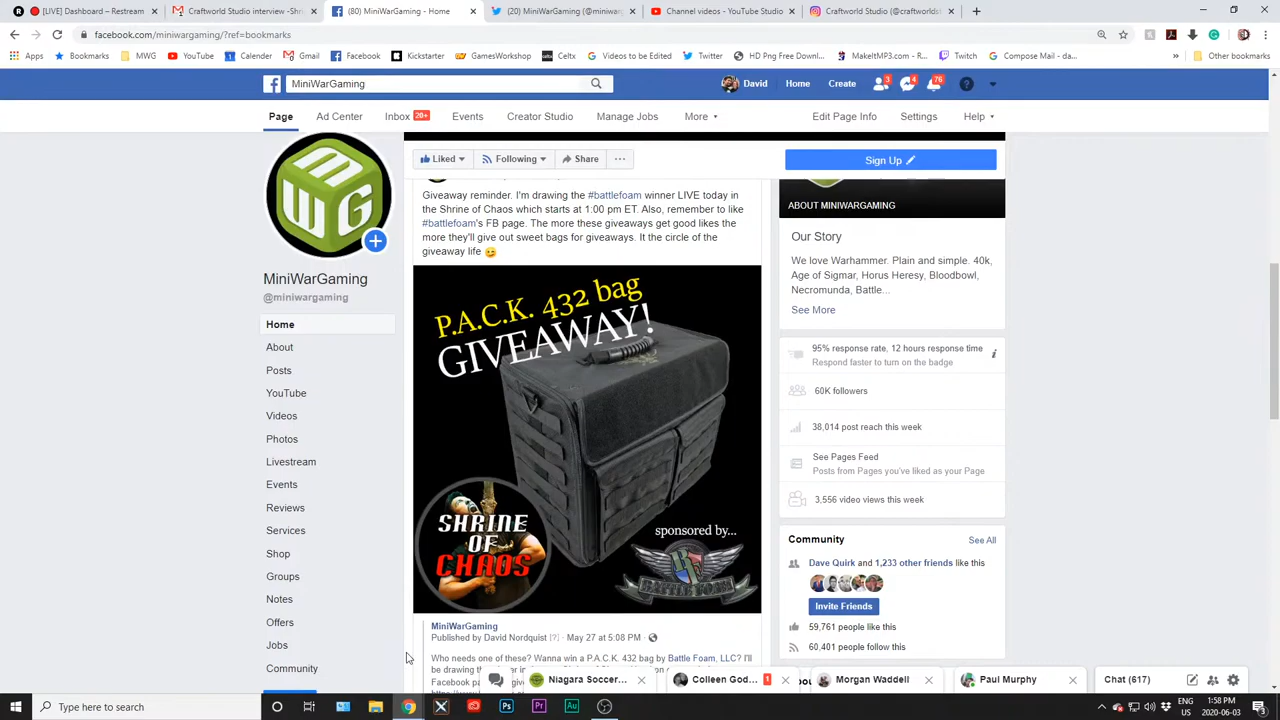 [LIVE] Dashboard - Restream
Craftworld Studio interview -Shri
(80) MiniWarGaming - Home
(20) MiniWarGaming (@miniwarg
Channel videos - YouTube Studio
Craftworld Studio (@craftworlds
facebook.com/miniwargaming/?ref=bookmarks
Apps Bookmarks MWG YouTube Calender Gmail Facebook Kickstarter GamesWorkshop Celtx Videos to be Edited Twitter HD Png Free Downl... MakeItMP3.com - R... Twitch Compose Mail - da... » Other bookmarks
MiniWarGaming
David Home Create 3 4 76
Page Ad Center Inbox 20+ Events Creator Studio Manage Jobs More Edit Page Info Settings Help
Liked Following Share ... Sign Up
MWG
MiniWarGaming
@miniwargaming
Home
About
Posts
YouTube
Videos
Photos
Livestream
Events
Reviews
Services
Shop
Groups
Notes
Offers
Jobs
Community
Giveaway reminder. I'm drawing the #battlefoam winner LIVE today in
the Shrine of Chaos which starts at 1:00 pm ET. Also, remember to like
#battlefoam's FB page. The more these giveaways get good likes the
more they'll give out sweet bags for giveaways. It the circle of the
giveaway life
P.A.C.K. 432 bag
GIVEAWAY!
SHRINE
OF
CHAOS
sponsored by...
BATTLE FOAM
MiniWarGaming
Published by David Nordquist [?] · May 27 at 5:08 PM ·
Who needs one of these? Wanna win a P.A.C.K. 432 bag by Battle Foam, LLC? I'll
ABOUT MINIWARGAMING
Our Story
We love Warhammer. Plain and simple. 40k,
Age of Sigmar, Horus Heresy, Bloodbowl,
Necromunda, Battle...
See More
95% response rate, 12 hours response time
Respond faster to turn on the badge
60K followers
38,014 post reach this week
See Pages Feed
Posts from Pages you've liked as your Page
3,556 video views this week
Community See All
Dave Quirk and 1,233 other friends like this
Invite Friends
59,761 people like this
60,401 people follow this
Niagara Soccer...
Colleen God... 1
Morgan Waddell
Paul Murphy
Chat (617)
Type here to search
ENG
US
1:58 PM
2020-06-03
3